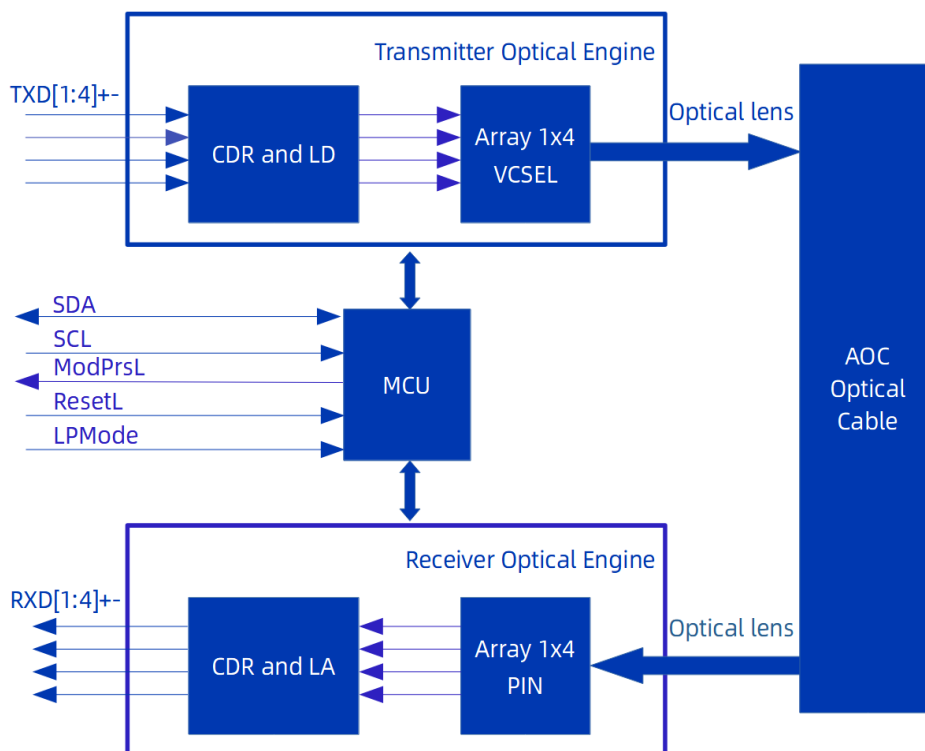 Transmitter Optical Engine
TXD[1:4]+-
CDR and LD
Array 1x4
VCSEL
Optical lens
SDA
SCL
ModPrsL
ResetL
LPMode
MCU
AOC
Optical
Cable
Receiver Optical Engine
RXD[1:4]+-
CDR and LA
Array 1x4
PIN
Optical lens